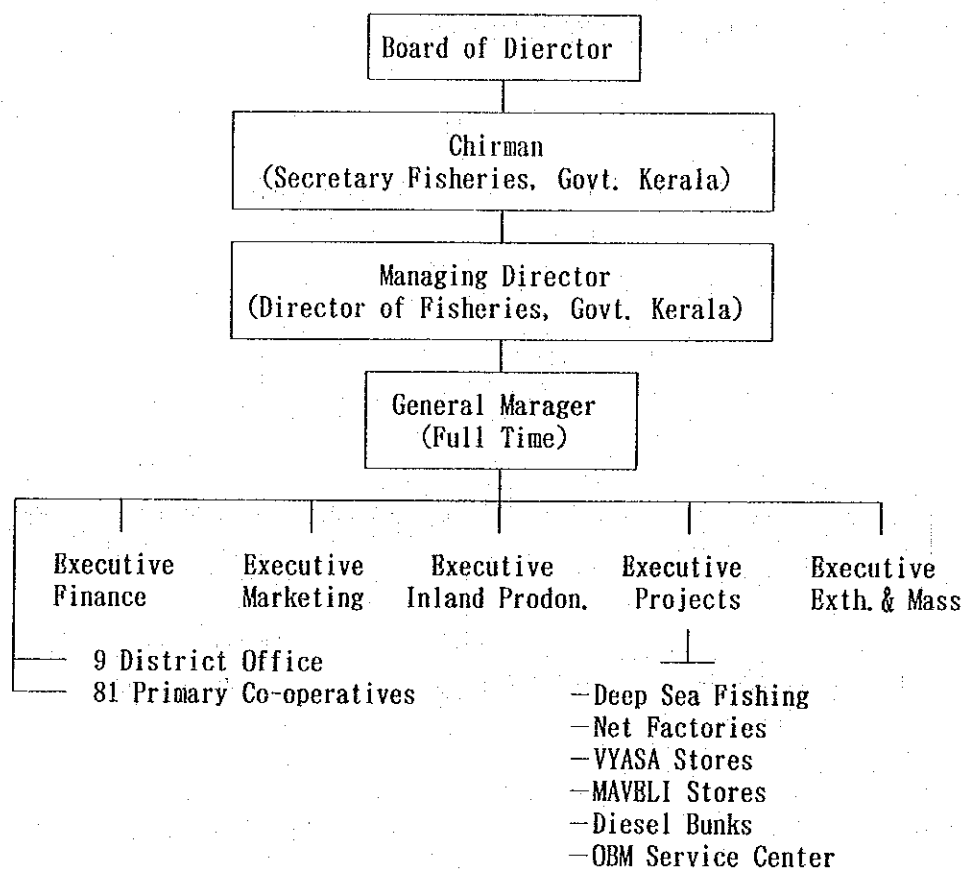 Board of Dierctor
Chirman
(Secretary Fisheries, Govt. Kerala)
Managing Director
(Director of Fisheries, Govt. Kerala)
General Marager
(Full Time)
Executive
Finance
Executive
Marketing
Executive
Inland Prodon.
Executive
Projects
Executive
Exth. & Mass
9 District Office
81 Primary Co-operatives
—Deep Sea Fishing
—Net Factories
—VYASA Stores
—MAVELI Stores
—Diesel Bunks
—OBM Service Center